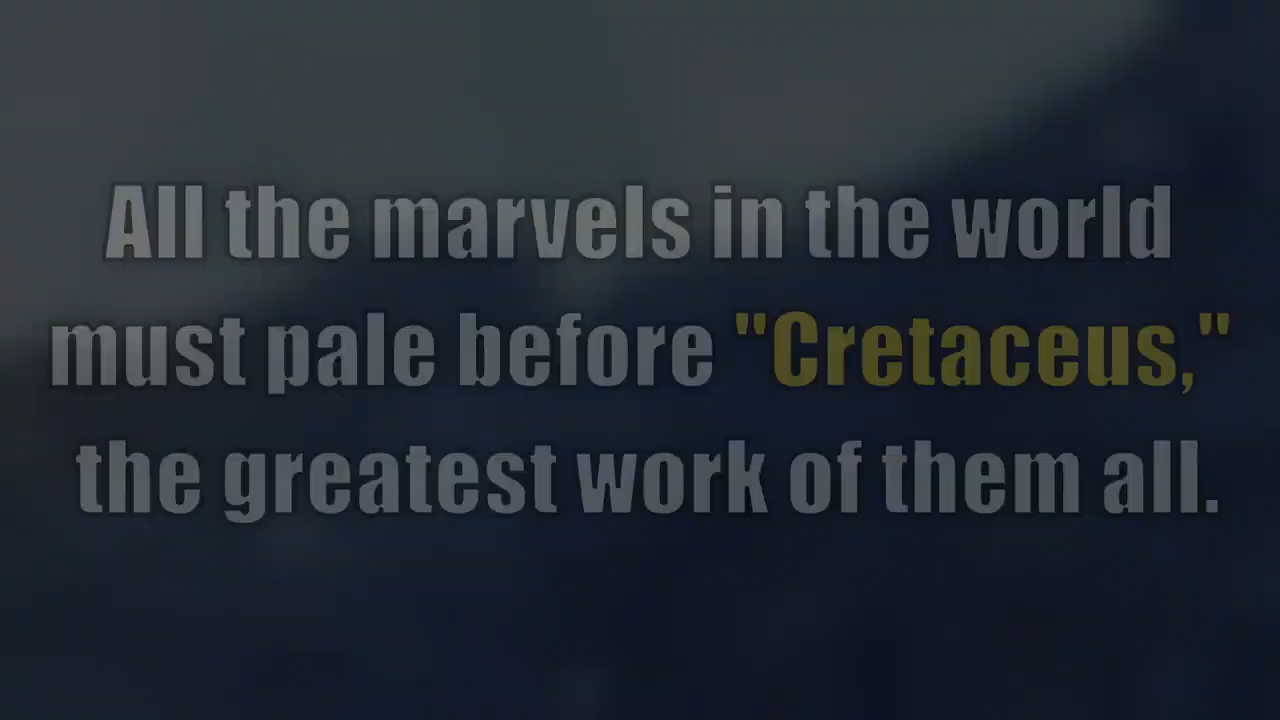 All the marvels in the world
must pale before "Cretaceus,"
the greatest work of them all.